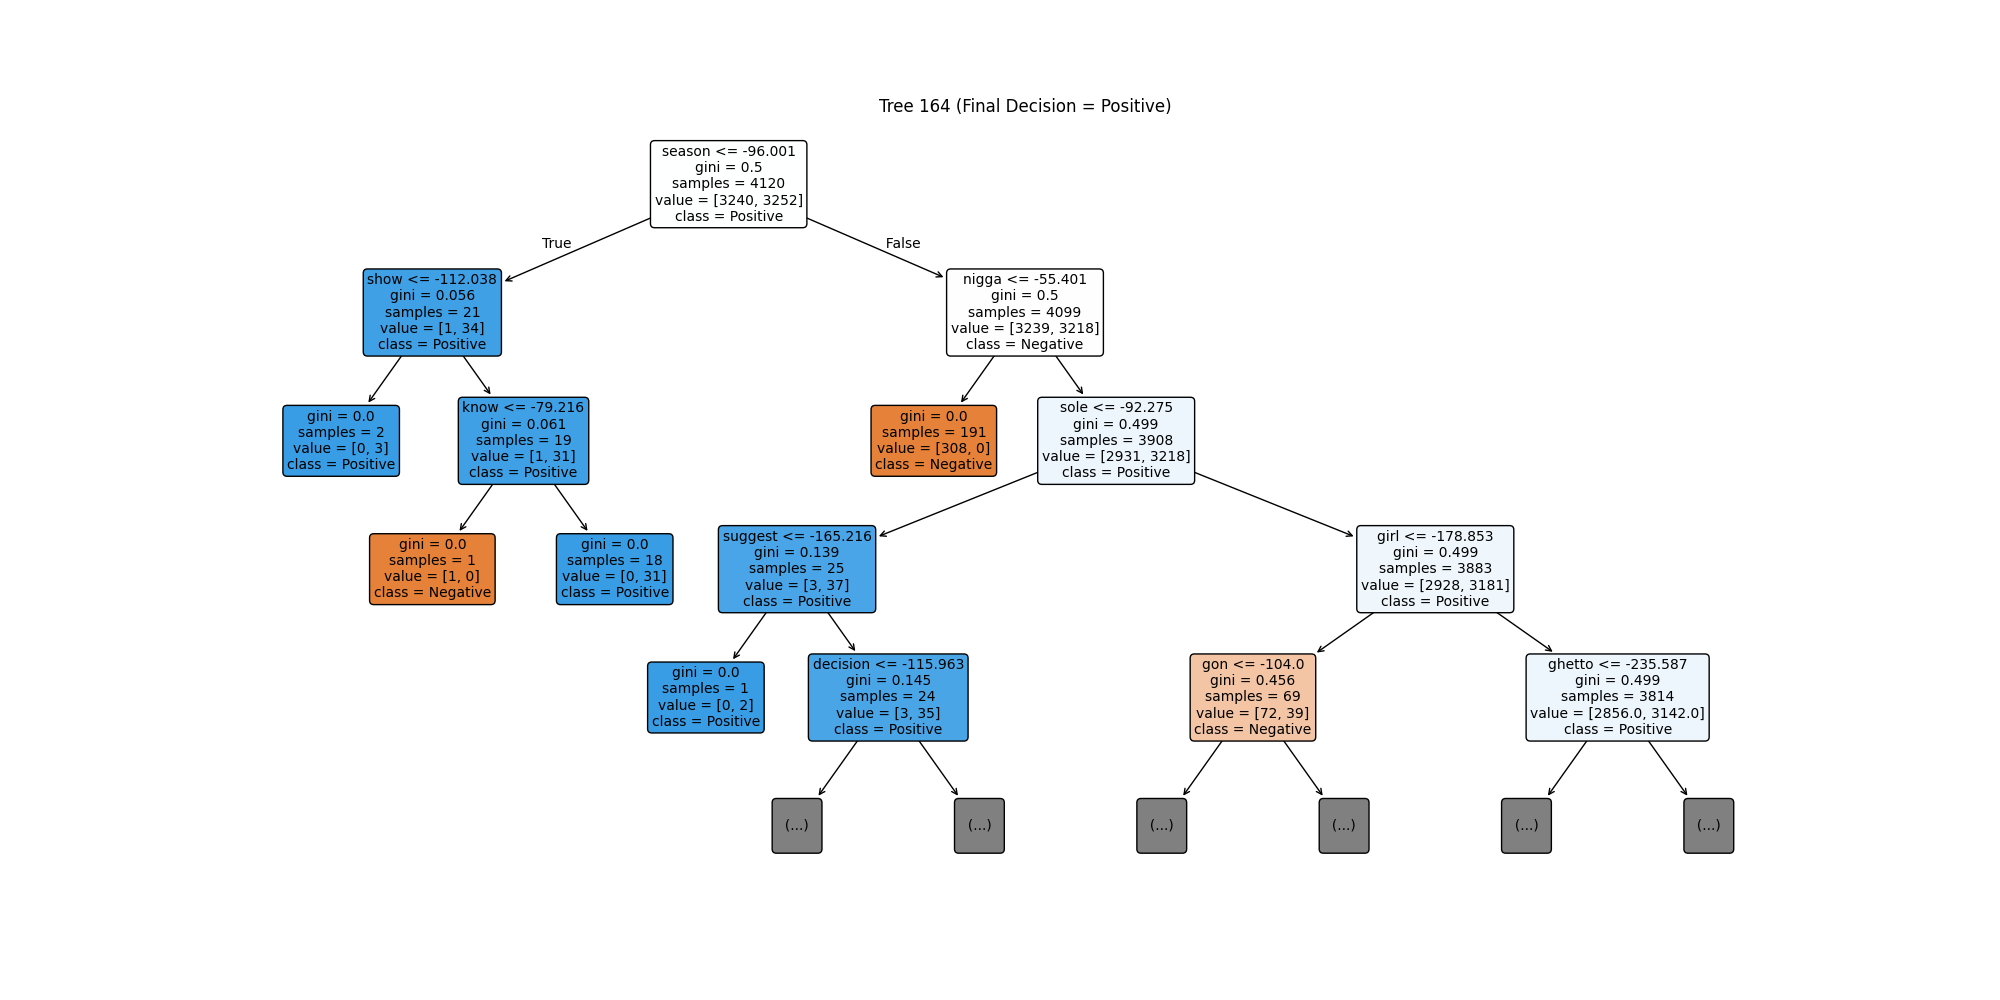 Tree 164 (Final Decision = Positive)
season <= -96.001
gini = 0.5
samples = 4120
value = [3240, 3252]
class = Positive
True
False
show <= -112.038
gini = 0.056
samples = 21
value = [1, 34]
class = Positive
nigga <= -55.401
gini = 0.5
samples = 4099
value = [3239, 3218]
class = Negative
gini = 0.0
samples = 2
value = [0, 3]
class = Positive
know <= -79.216
gini = 0.061
samples = 19
value = [1, 31]
class = Positive
gini = 0.0
samples = 191
value = [308, 0]
class = Negative
sole <= -92.275
gini = 0.499
samples = 3908
value = [2931, 3218]
class = Positive
gini = 0.0
samples = 1
value = [1, 0]
class = Negative
gini = 0.0
samples = 18
value = [0, 31]
class = Positive
suggest <= -165.216
gini = 0.139
samples = 25
value = [3, 37]
class = Positive
girl <= -178.853
gini = 0.499
samples = 3883
value = [2928, 3181]
class = Positive
gini = 0.0
samples = 1
value = [0, 2]
class = Positive
decision <= -115.963
gini = 0.145
samples = 24
value = [3, 35]
class = Positive
gon <= -104.0
gini = 0.456
samples = 69
value = [72, 39]
class = Negative
ghetto <= -235.587
gini = 0.499
samples = 3814
value = [2856.0, 3142.0]
class = Positive
(...)
(...)
(...)
(...)
(...)
(...)